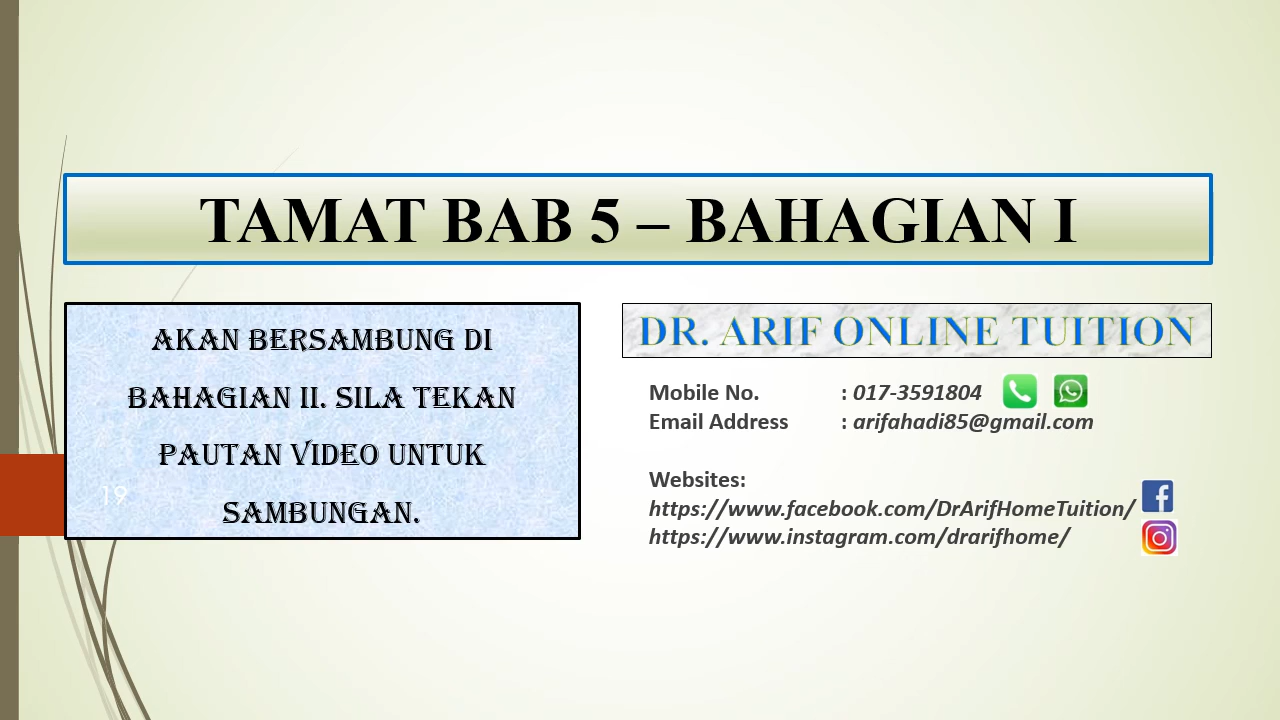 TAMAT BAB 5 – BAHAGIAN I
AKAN BERSAMBUNG DI
BAHAGIAN II. SILA TEKAN
PAUTAN VIDEO UNTUK
SAMBUNGAN.
19
DR. ARIF ONLINE TUITION
Mobile No. : 017-3591804
Email Address : arifahadi85@gmail.com
Websites:
https://www.facebook.com/DrArifHomeTuition/
https://www.instagram.com/drarifhome/